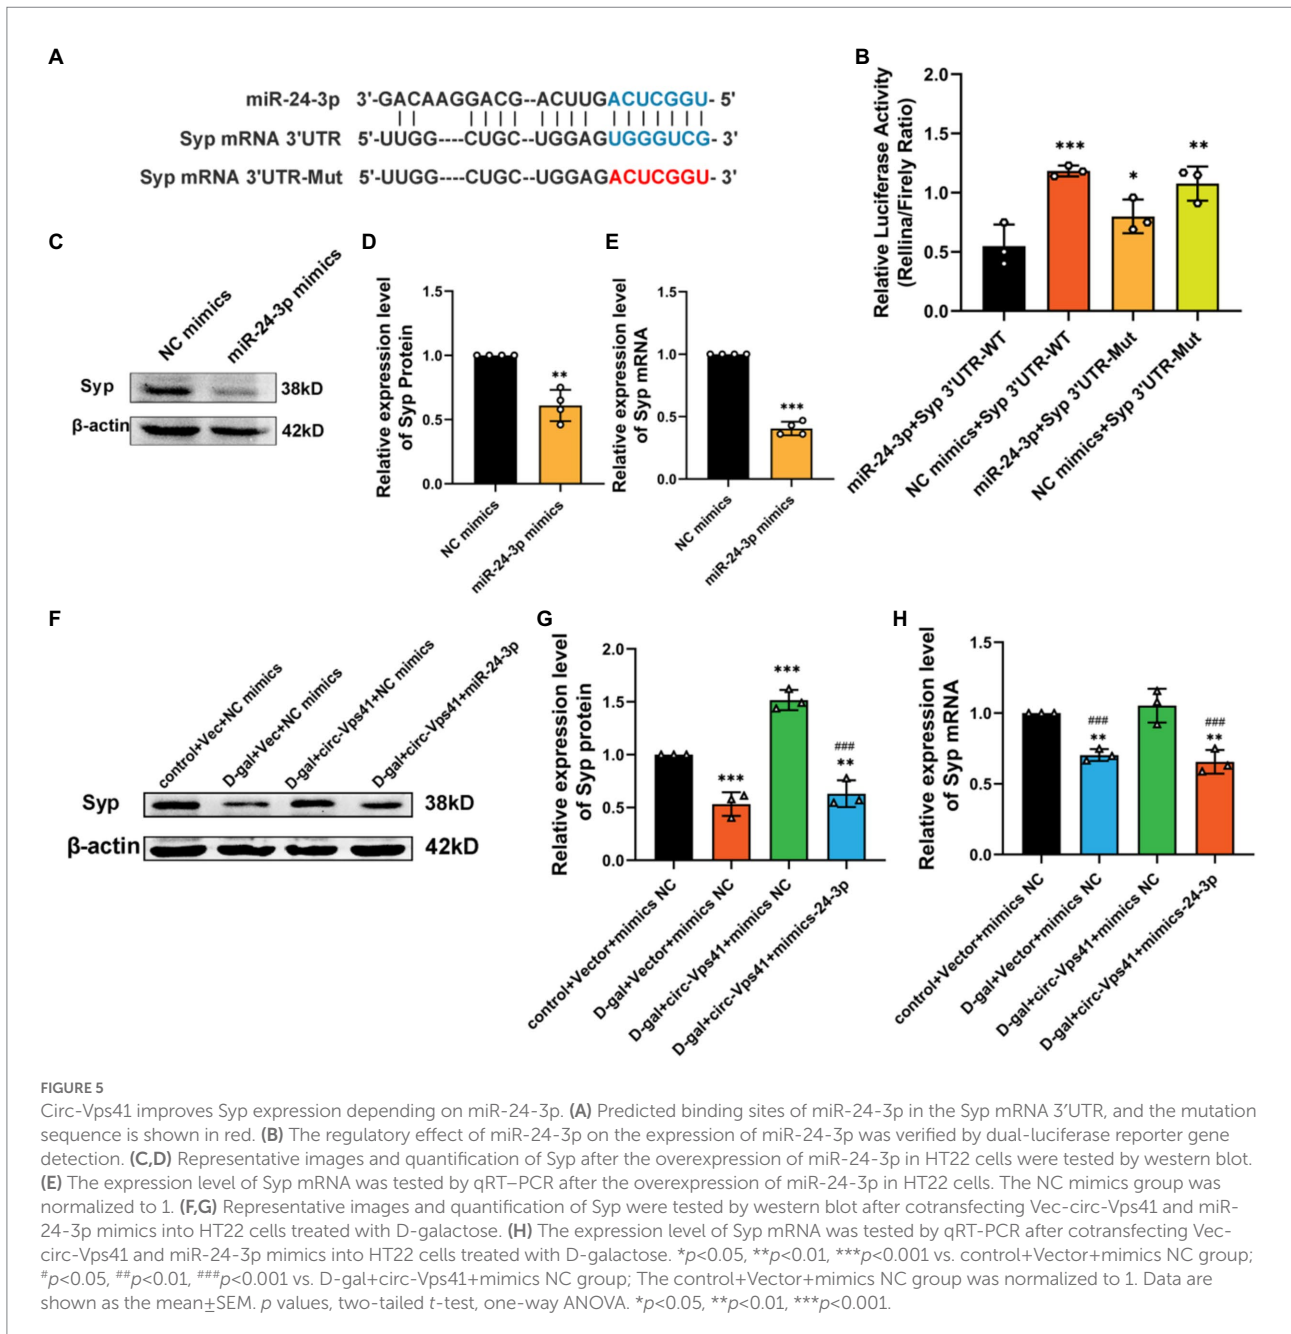 A
miR-24-3p 3'-GACAAGGACG--ACUUGACUCGGU- 5'
Syp mRNA 3'UTR 5'-UUGG----CUGC--UGGAGUGGGUCG- 3'
Syp mRNA 3'UTR-Mut 5'-UUGG----CUGC--UGGAGACUCGGU- 3'
B
Relative Luciferase Activity
(Rellina/Firely Ratio)
2.0
1.5
1.0
0.5
0.0
***
*
**
miR-24-3p+Syp 3'UTR-WT
NC mimics+Syp 3'UTR-WT
miR-24-3p+Syp 3'UTR-Mut
NC mimics+Syp 3'UTR-Mut
C
NC mimics
miR-24-3p mimics
Syp
38kD
β-actin
42kD
D
Relative expression level
of Syp Protein
1.5
1.0
0.5
0.0
**
NC mimics
miR-24-3p mimics
E
Relative expression level
of Syp mRNA
1.5
1.0
0.5
0.0
***
NC mimics
miR-24-3p mimics
F
control+Vec+NC mimics
D-gal+Vec+NC mimics
D-gal+circ-Vps41+NC mimics
D-gal+circ-Vps41+miR-24-3p
Syp
38kD
β-actin
42kD
G
Relative expression level
of Syp protein
2.0
1.5
1.0
0.5
0.0
***
***
###
**
control+Vector+mimics NC
D-gal+Vector+mimics NC
D-gal+circ-Vps41+mimics NC
D-gal+circ-Vps41+mimics-24-3p
H
Relative expression level
of Syp mRNA
1.5
1.0
0.5
0.0
###
**
###
**
control+Vector+mimics NC
D-gal+Vector+mimics NC
D-gal+circ-Vps41+mimics NC
D-gal+circ-Vps41+mimics-24-3p
FIGURE 5
Circ-Vps41 improves Syp expression depending on miR-24-3p. (A) Predicted binding sites of miR-24-3p in the Syp mRNA 3′UTR, and the mutation
sequence is shown in red. (B) The regulatory effect of miR-24-3p on the expression of miR-24-3p was verified by dual-luciferase reporter gene
detection. (C,D) Representative images and quantification of Syp after the overexpression of miR-24-3p in HT22 cells were tested by western blot.
(E) The expression level of Syp mRNA was tested by qRT–PCR after the overexpression of miR-24-3p in HT22 cells. The NC mimics group was
normalized to 1. (F,G) Representative images and quantification of Syp were tested by western blot after cotransfecting Vec-circ-Vps41 and miR-
24-3p mimics into HT22 cells treated with D-galactose. (H) The expression level of Syp mRNA was tested by qRT-PCR after cotransfecting Vec-
circ-Vps41 and miR-24-3p mimics into HT22 cells treated with D-galactose. *p<0.05, **p<0.01, ***p<0.001 vs. control+Vector+mimics NC group;
#p<0.05, ##p<0.01, ###p<0.001 vs. D-gal+circ-Vps41+mimics NC group; The control+Vector+mimics NC group was normalized to 1. Data are
shown as the mean±SEM. p values, two-tailed t-test, one-way ANOVA. *p<0.05, **p<0.01, ***p<0.001.